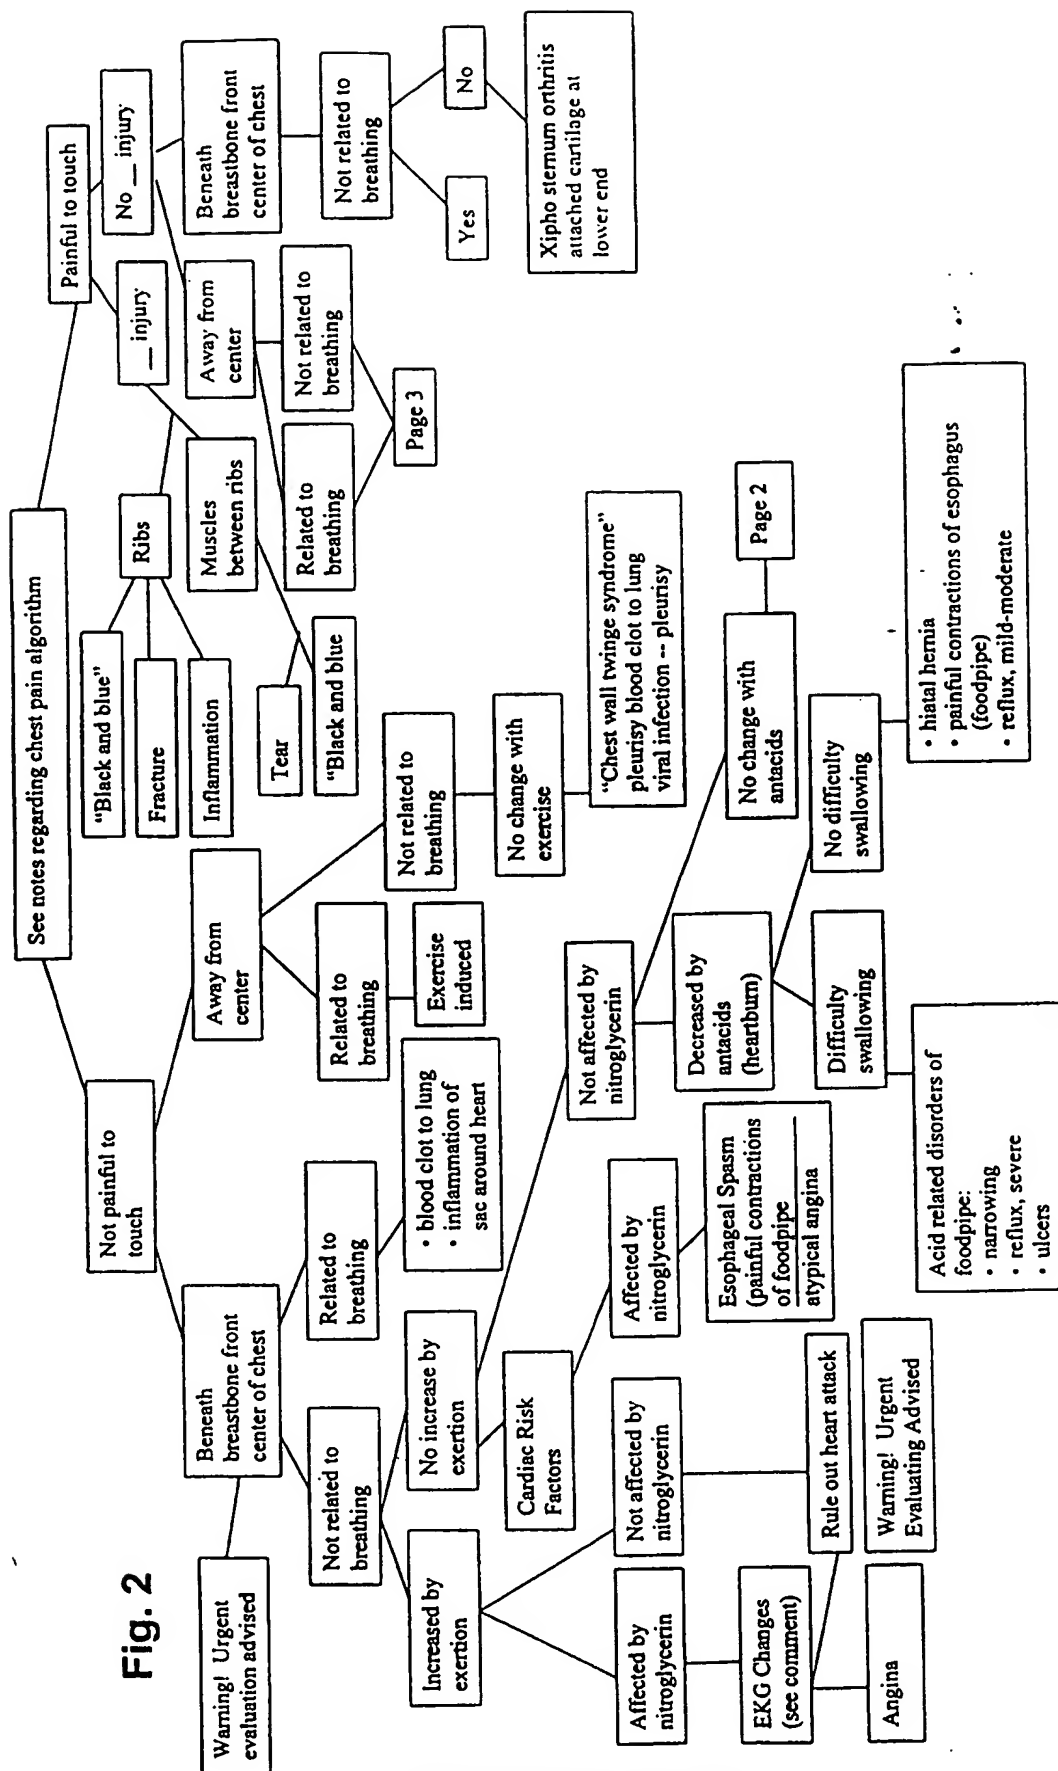 Fig. 2
See notes regarding chest pain algorithm
Not painful to
touch
Painful to touch
Warning! Urgent
evaluation advised
Beneath
breastbone front
center of chest
Away from
center
"Black and blue"
Fracture
Inflammation
Ribs
__ injury
No __ injury
Muscles
between ribs
Tear
"Black and blue
Away from
center
Beneath
breastbone front
center of chest
Related to
breathing
Not related to
breathing
Page 3
Not related to
breathing
Yes
No
Xipho sternum orthritis
attached cartilage at
lower end
Not related to
breathing
Related to
breathing
• blood clot to lung
• inflammation of
sac around heart
Related to
breathing
Exercise
induced
Not related to
breathing
No change with
exercise
"Chest wall twinge syndrome"
pleurisy blood clot to lung
viral infection -- pleurisy
Increased by
exertion
No increase by
exertion
Cardiac Risk
Factors
Affected by
nitroglycerin
Not affected by
nitroglycerin
Affected by
nitroglycerin
Not affected by
nitroglycerin
EKG Changes
(see comment)
Angina
Rule out heart attack
Warning! Urgent
Evaluating Advised
Esophageal Spasm
(painful contractions
of foodpipe
atypical angina
Decreased by
antacids
(heartburn)
No change with
antacids
Page 2
Difficulty
swallowing
No difficulty
swallowing
Acid related disorders of
foodpipe:
• narrowing
• reflux, severe
• ulcers
• hiatal hernia
• painful contractions of esophagus
(foodpipe)
• reflux, mild-moderate